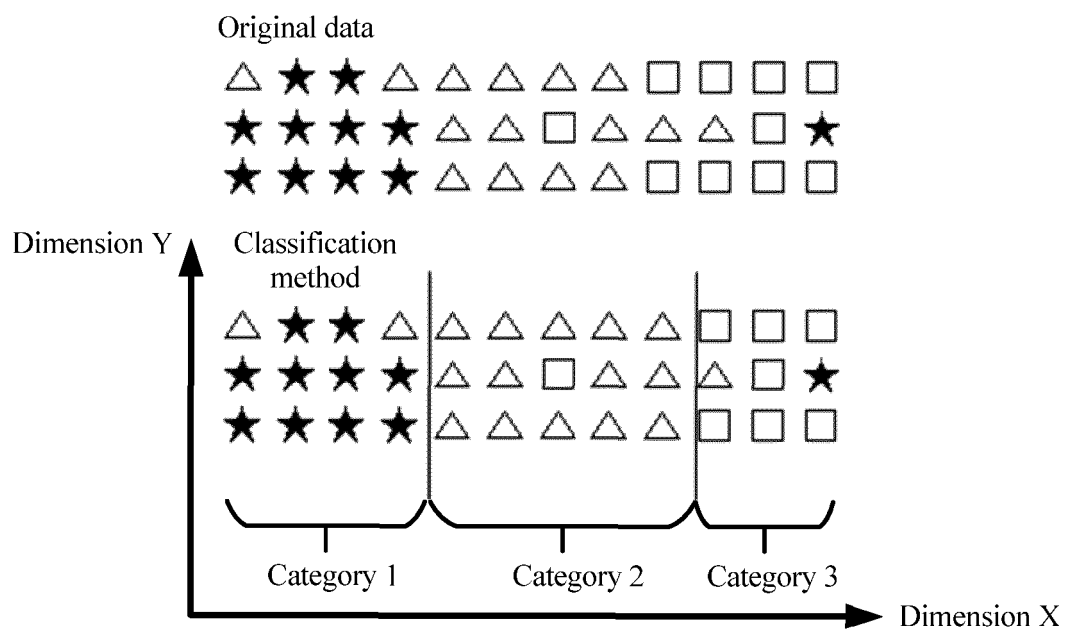 Original data
Dimension Y
Classification
method
Category 1
Category 2
Category 3
Dimension X